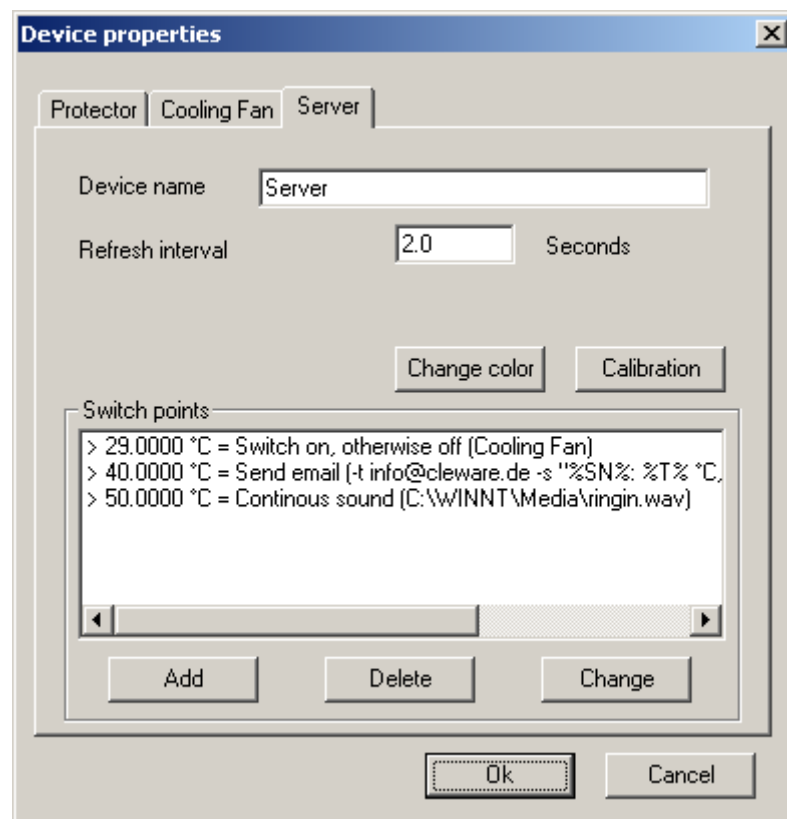 Device properties
Protector Cooling Fan Server
Device name Server
Refresh interval 2.0 Seconds
Change color Calibration
Switch points
> 29.0000 °C = Switch on, otherwise off (Cooling Fan)
> 40.0000 °C = Send email (-t info@cleware.de -s "%SN%: %T% °C,
> 50.0000 °C = Continous sound (C:\WINNT\Media\ringin.wav)
Add Delete Change
Ok Cancel